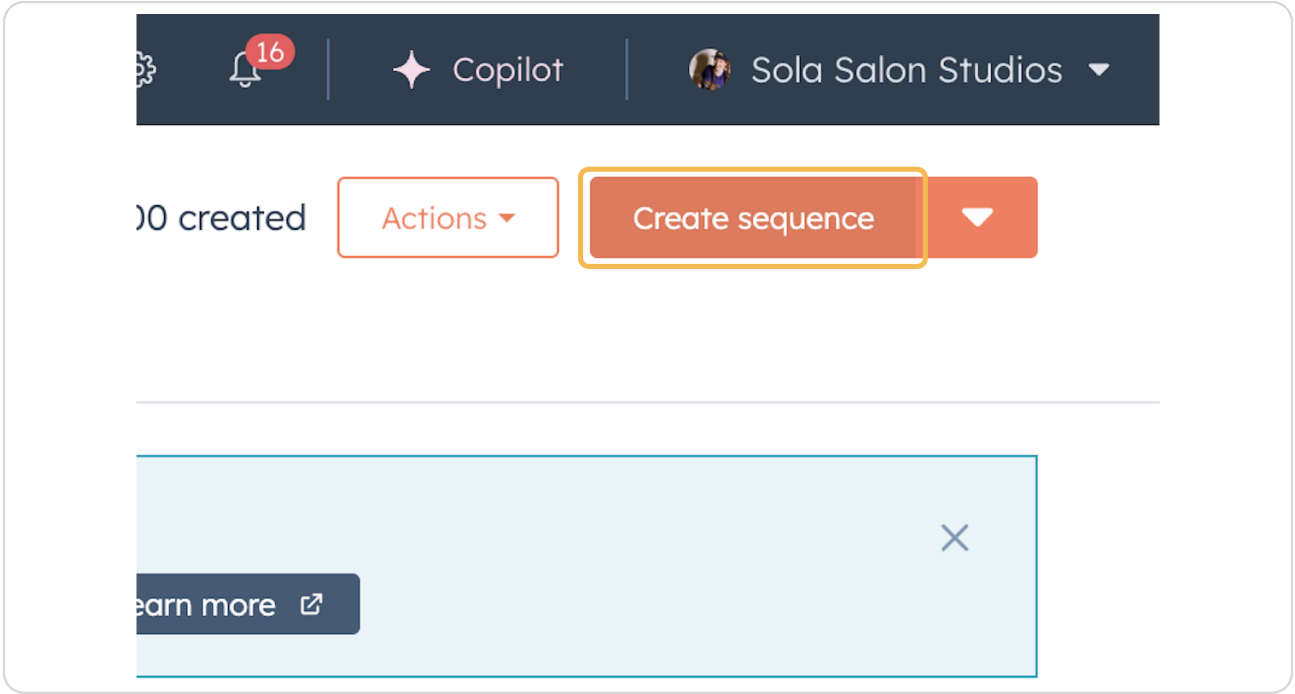 16 Copilot Sola Salon Studios
00 created Actions Create sequence
earn more